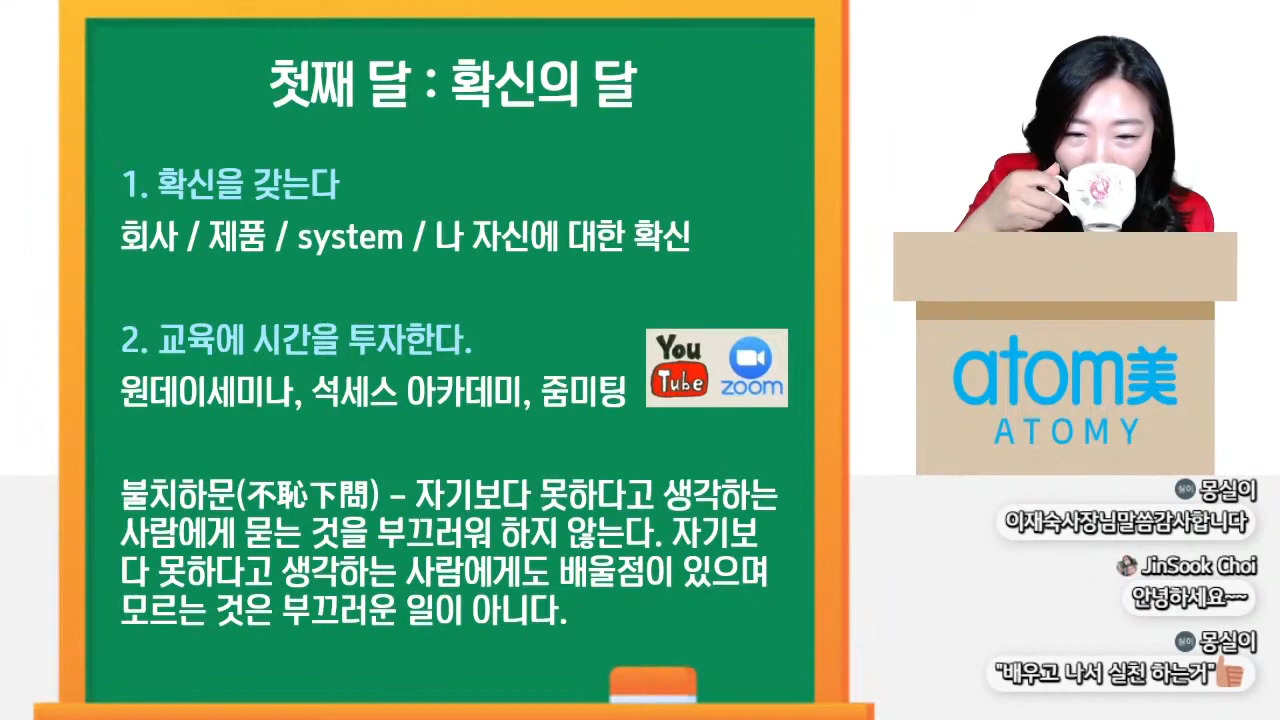 첫째 달 : 확신의 달
1. 확신을 갖는다
회사 / 제품 / system / 나 자신에 대한 확신
2. 교육에 시간을 투자한다.
원데이세미나, 석세스 아카데미, 줌미팅
You
Tube
zoom
불치하문(不恥下問) – 자기보다 못하다고 생각하는
사람에게 묻는 것을 부끄러워 하지 않는다. 자기보
다 못하다고 생각하는 사람에게도 배울점이 있으며
모르는 것은 부끄러운 일이 아니다.
atom美
ATOMY
실이 몽실이
이재숙사장님말씀감사합니다
JinSook Choi
안녕하세요~~
실이 몽실이
"배우고 나서 실친 하는거"